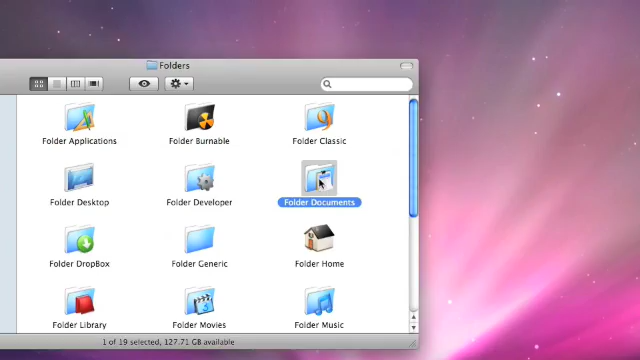 Folders
Folder Applications
Folder Burnable
Folder Classic
Folder Desktop
Folder Developer
Folder Documents
Folder DropBox
Folder Generic
Folder Home
Folder Library
Folder Movies
Folder Music
1 of 19 selected, 127.71 GB available